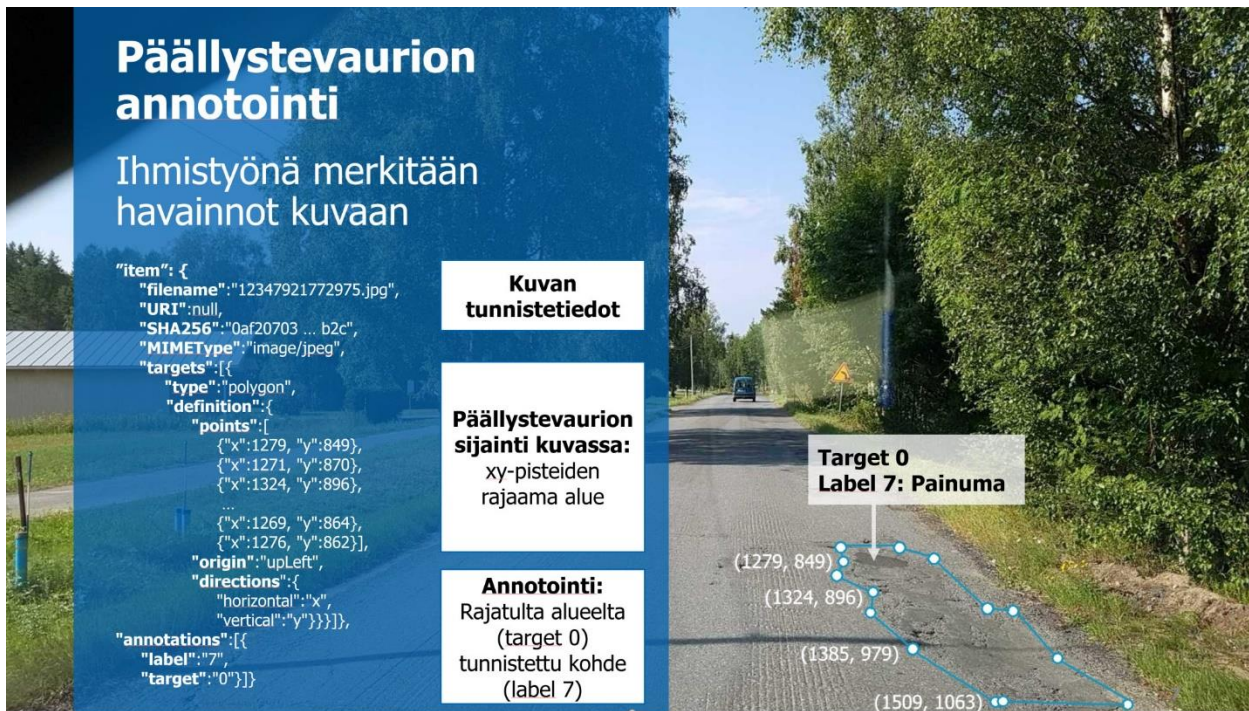 Päällystevaurion
annotointi
Ihmistyönä merkitään
havainnot kuvaan
"item": {
"filename":"12347921772975.jpg",
"URI":null,
"SHA256":"0af20703 ... b2c",
"MIMEType":"image/jpeg",
"targets":[{
"type":"polygon",
"definition":{
"points":[
{"x":1279, "y":849},
{"x":1271, "y":870},
{"x":1324, "y":896},
...
{"x":1269, "y":864},
{"x":1276, "y":862}],
"origin":"upLeft",
"directions":{
"horizontal":"x",
"vertical":"y"}}}]},
"annotations":[{
"label":"7",
"target":"0"}]}
Kuvan
tunnistetiedot
Päällystevaurion
sijainti kuvassa:
xy-pisteiden
rajaama alue
Annotointi:
Rajatulta alueelta
(target 0)
tunnistettu kohde
(label 7)
Target 0
Label 7: Painuma
(1279, 849)
(1324, 896)
(1385, 979)
(1509, 1063)